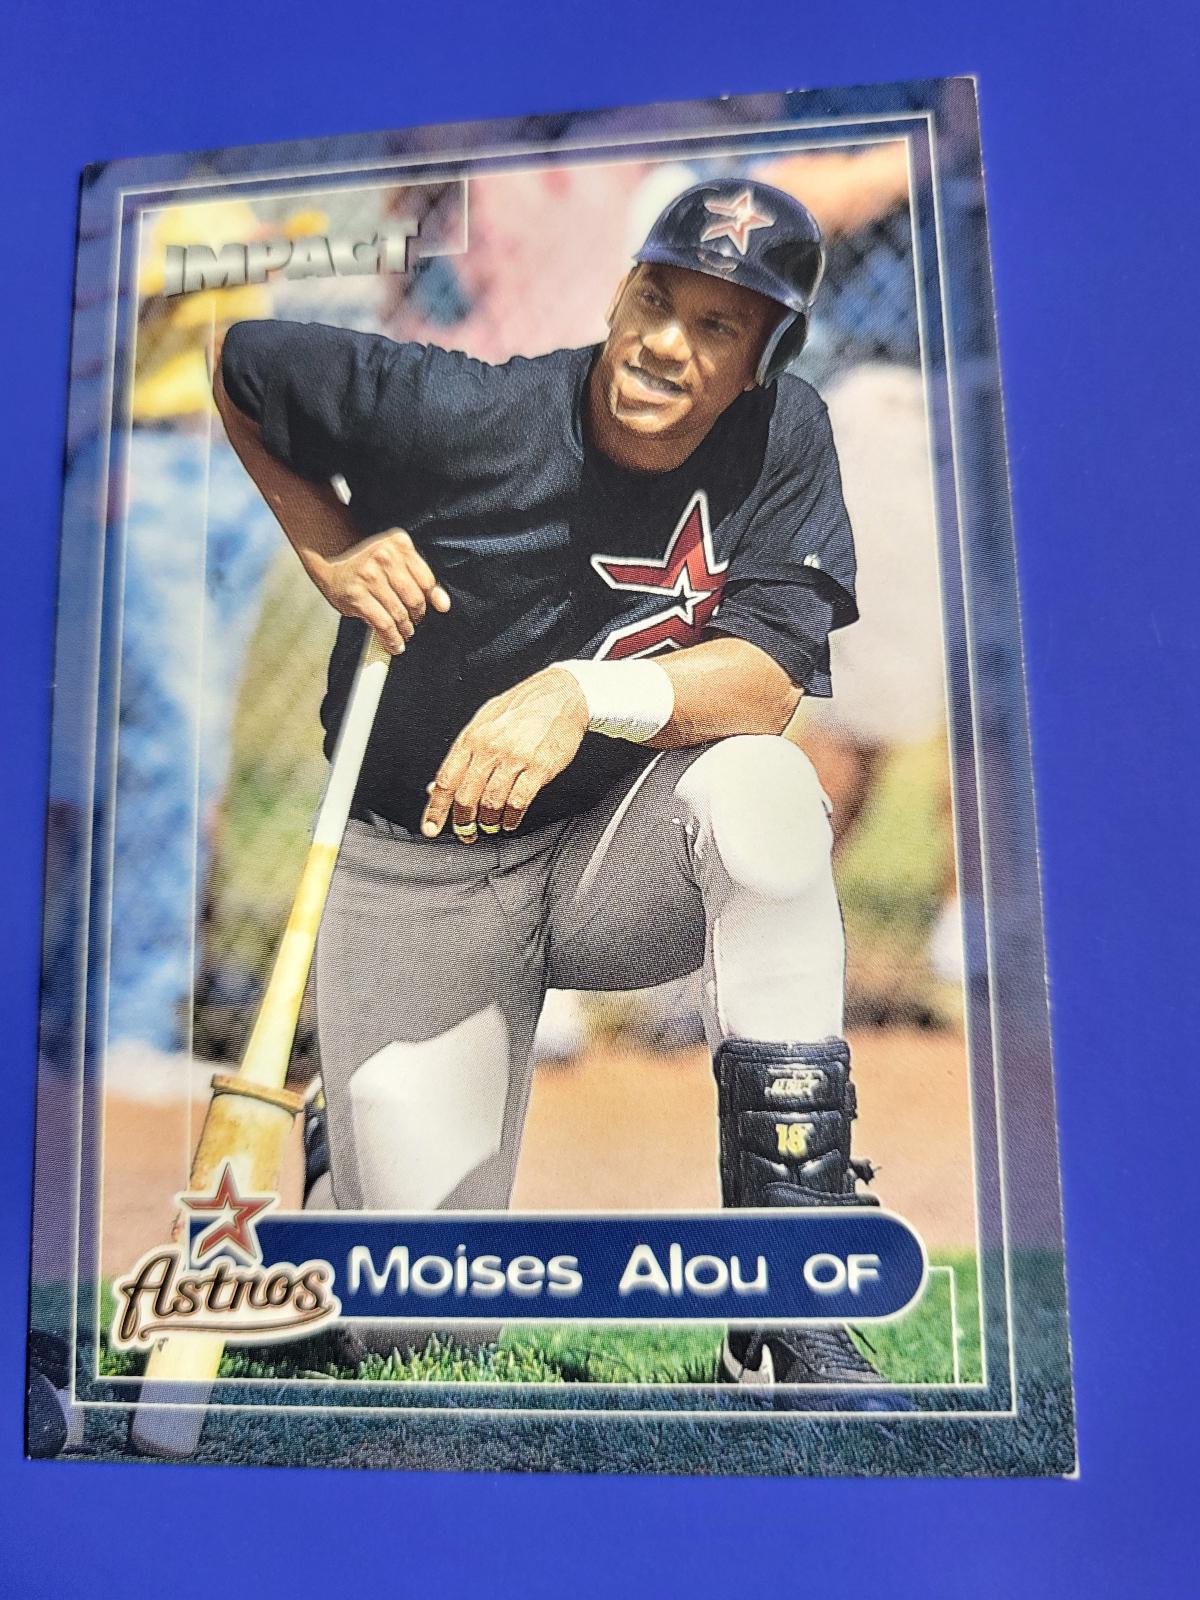 IMPACT
18
Astros
Moises Alou OF